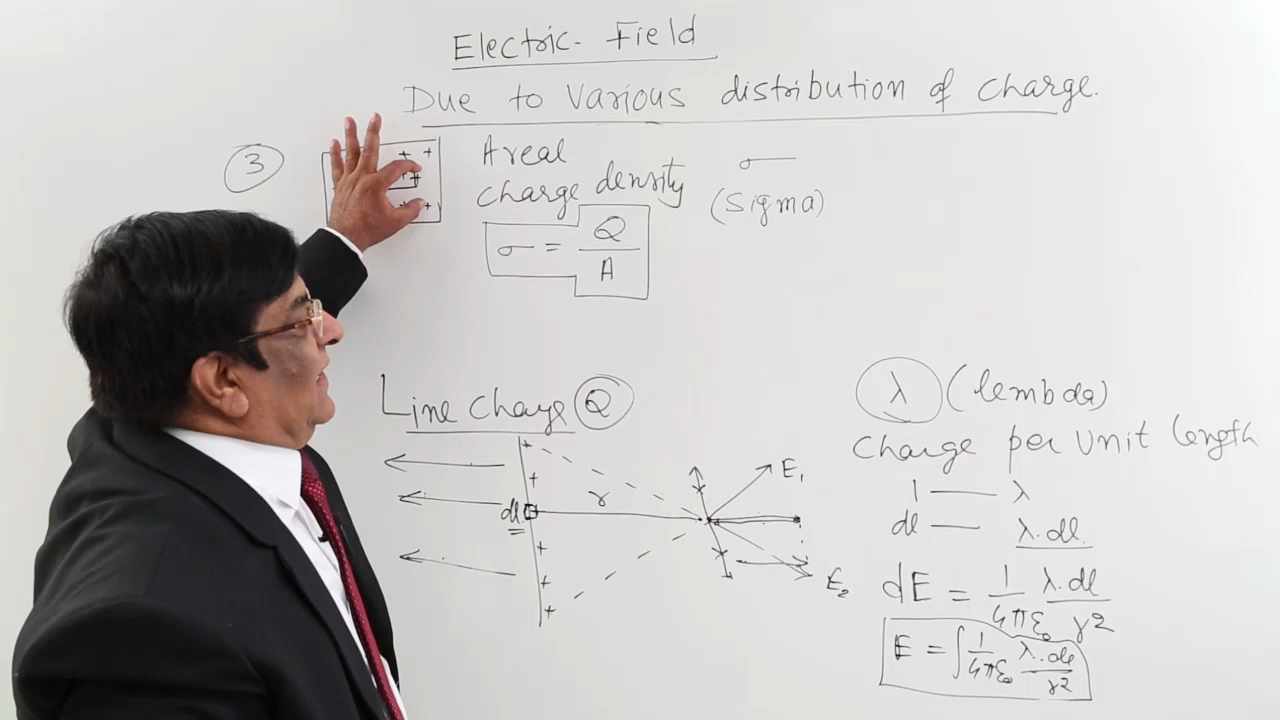 Electric Field
Due to Various distribution of charge.
3
+ +
+ +
+ +
Areal
charge density
σ
(Sigma)
σ = Q/A
Line Charge Q
+
+
dl
+
+
+
r
E₁
E₂
λ (lembda)
Charge per Unit length
1 — λ
dl — λ.dl.
dE = 1/4πε₀ λ.dl/r²
E = ∫ 1/4πε₀ λ.dl/r²